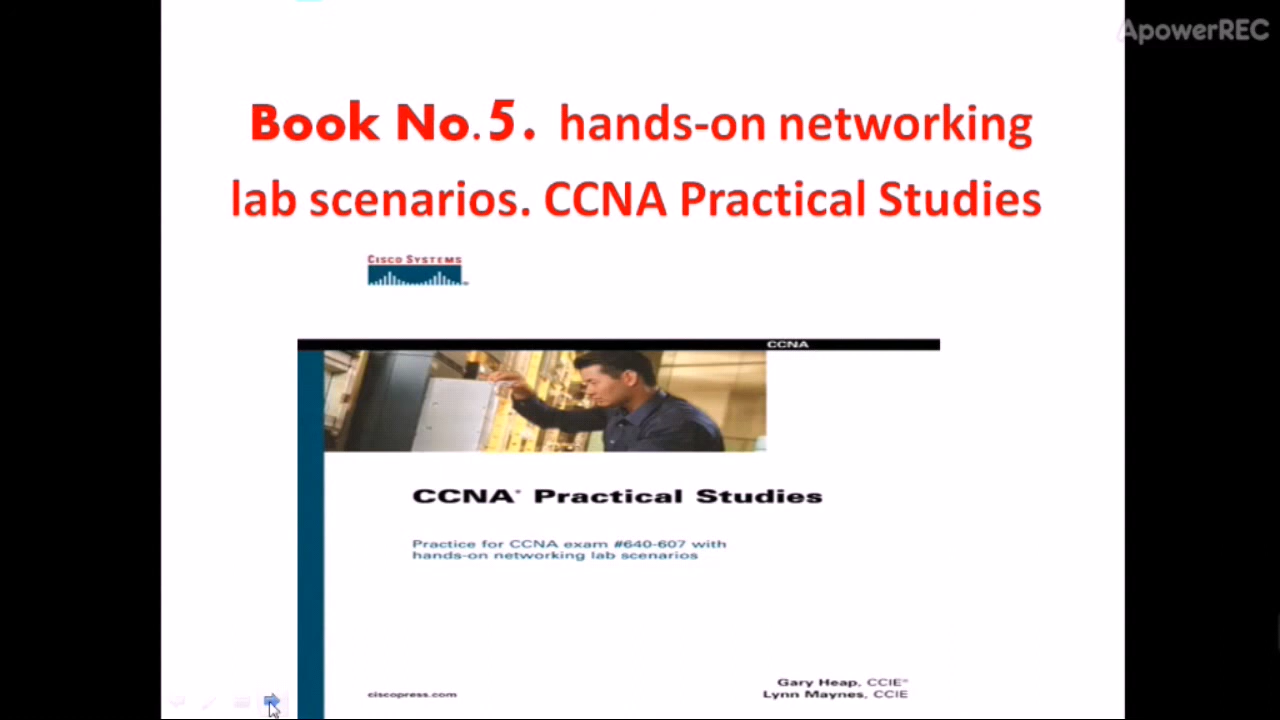 ApowerREC
Book No.5. hands-on networking
lab scenarios. CCNA Practical Studies
CISCO SYSTEMS
CCNA
CCNA® Practical Studies
Practice for CCNA exam #640-607 with
hands-on networking lab scenarios
Gary Heap, CCIE®
ciscopress.com Lynn Maynes, CCIE